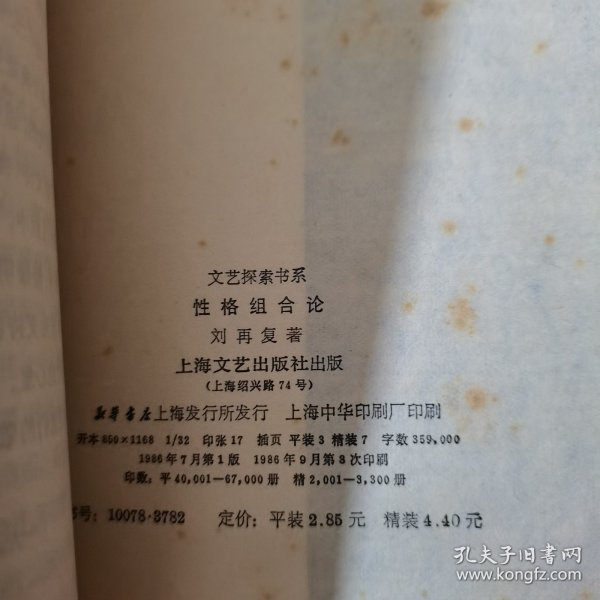 文艺探索书系
性格组合论
刘再复著
上海文艺出版社出版
（上海绍兴路74号）
新华书店上海发行所发行 上海中华印刷厂印刷
开本850×1168 1/32 印张17 插页 平装3 精装7 字数359,000
1986年7月第1版 1986年9月第3次印刷
印数：平40,001—67,000册 精2,001—3,300册
书号：10078·3782 定价：平装2.85元 精装4.40元
孔夫子旧书网
www.kongfz.com